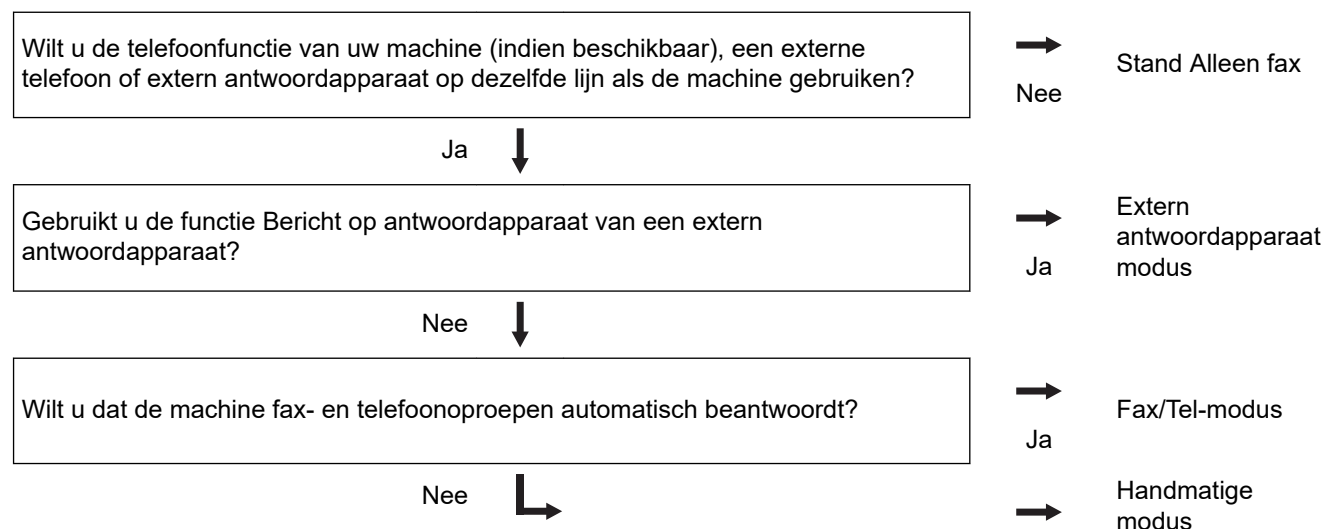 Wilt u de telefoonfunctie van uw machine (indien beschikbaar), een externe
telefoon of extern antwoordapparaat op dezelfde lijn als de machine gebruiken?
Nee
Stand Alleen fax
Ja
Gebruikt u de functie Bericht op antwoordapparaat van een extern
antwoordapparaat?
Ja
Extern
antwoordapparaat
modus
Nee
Wilt u dat de machine fax- en telefoonoproepen automatisch beantwoordt?
Ja
Fax/Tel-modus
Nee
Handmatige
modus